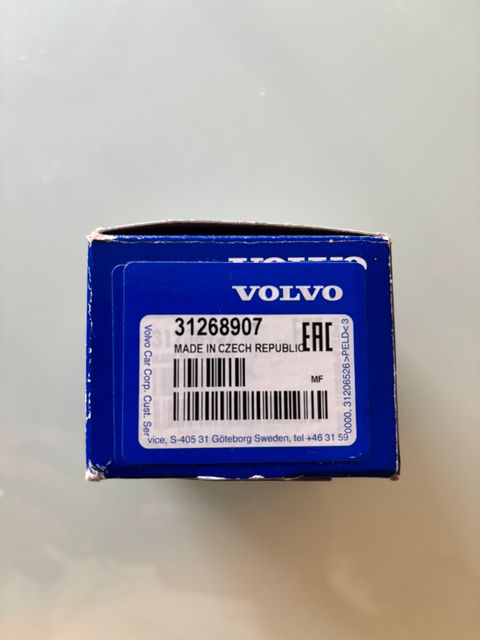 VOLVO
31268907
MADE IN CZECH REPUBLIC
EAC
MF
Volvo Car Corp. Cust. Ser
vice, S-405 31 Göteborg Sweden, tel +46 31 59
0000, 31206526>PELD<3